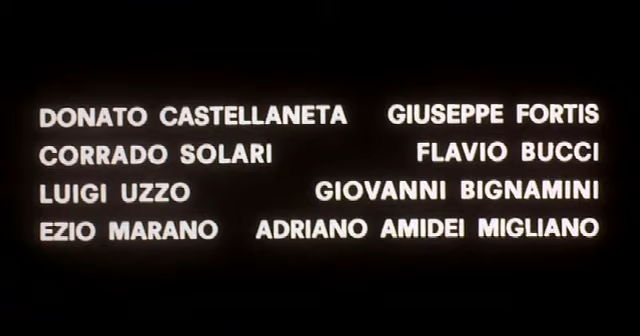 DONATO CASTELLANETA GIUSEPPE FORTIS
CORRADO SOLARI FLAVIO BUCCI
LUIGI UZZO GIOVANNI BIGNAMINI
EZIO MARANO ADRIANO AMIDEI MIGLIANO